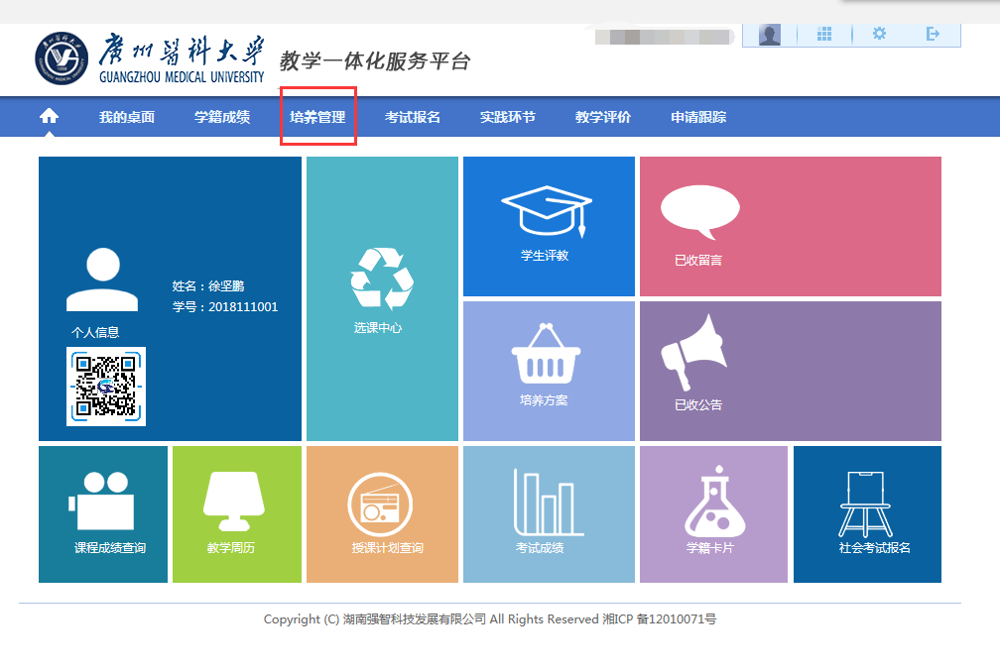 廣州醫科大學
GUANGZHOU MEDICAL UNIVERSITY
教学一体化服务平台
我的桌面 学籍成绩 培养管理 考试报名 实践环节 教学评价 申请跟踪
姓名：徐坚鹏
学号：2018111001
个人信息
选课中心
学生评教
已收留言
培养方案
已收公告
课程成绩查询
教学周历
授课计划查询
考试成绩
学籍卡片
社会考试报名
Copyright (C) 湖南强智科技发展有限公司 All Rights Reserved 湘ICP 备12010071号